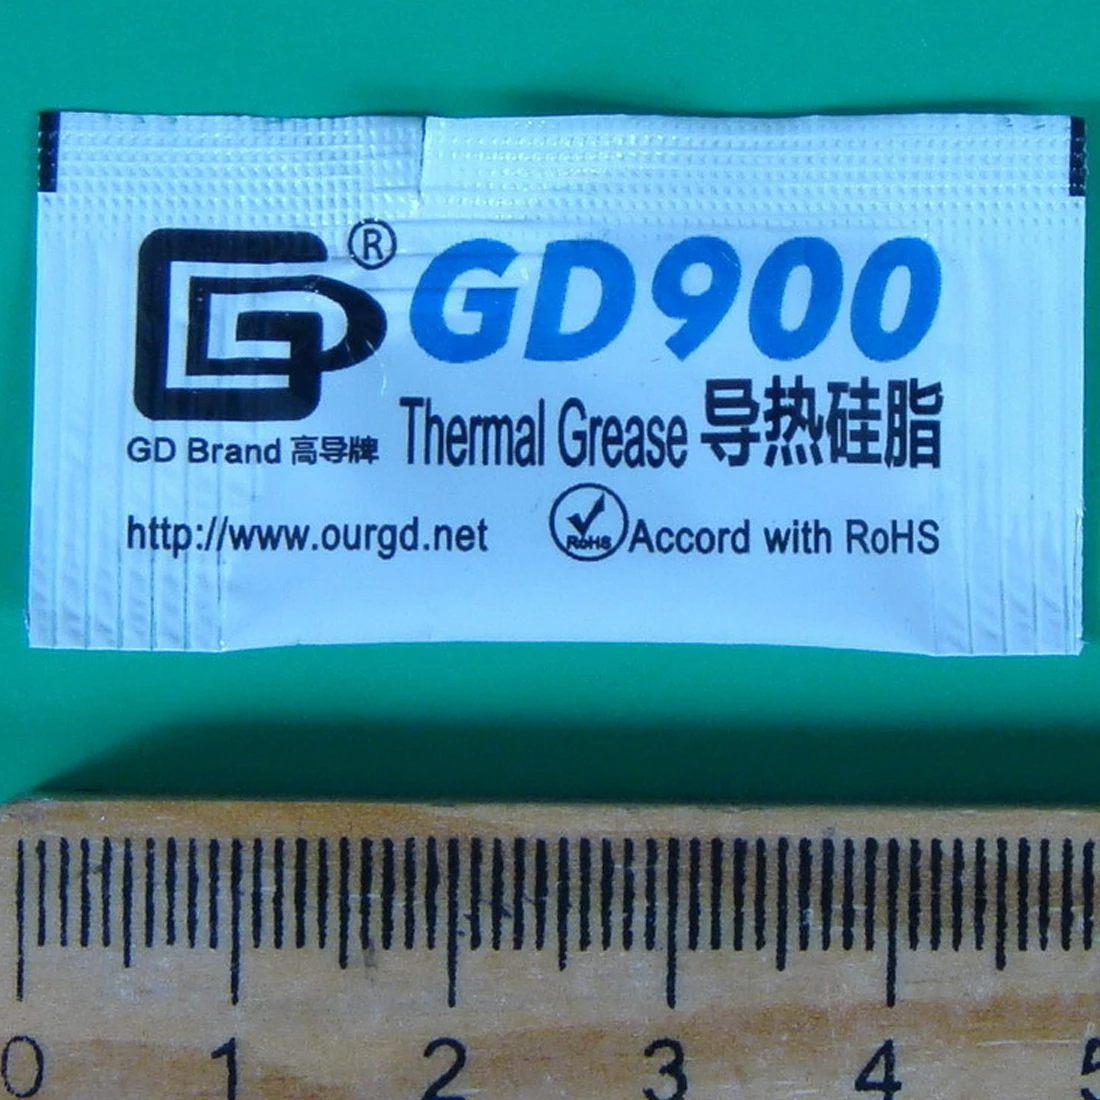 ® GD900
GD Brand 高导牌 Thermal Grease 导热硅脂
http://www.ourgd.net RoHS Accord with RoHS
0 1 2 3 4 5